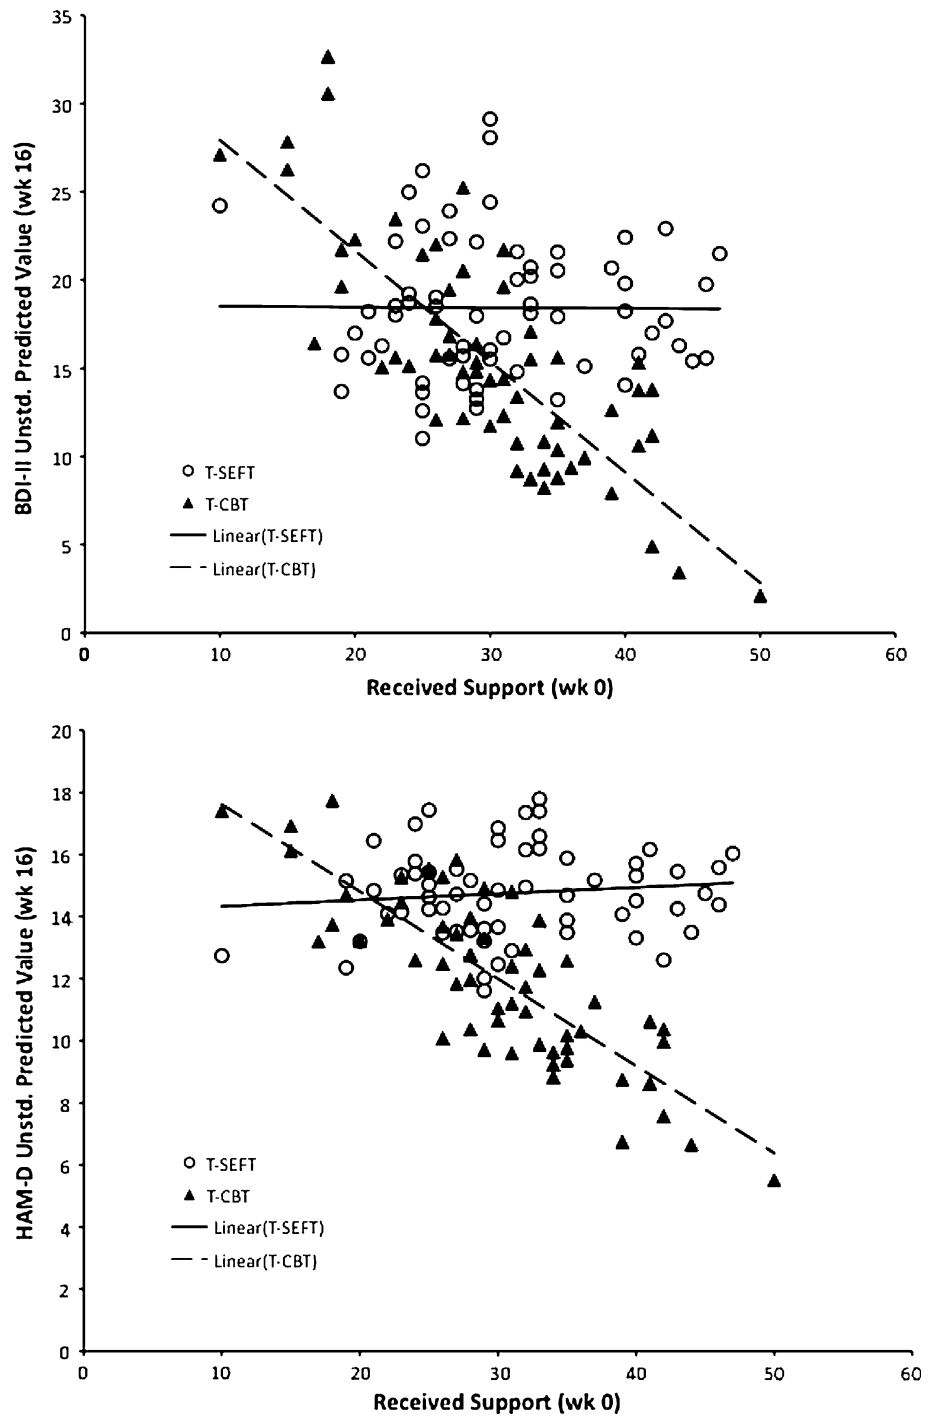 BDI-II Unstd. Predicted Value (wk 16)
35
30
25
20
15
10
5
0
T-SEFT
T-CBT
Linear(T-SEFT)
Linear(T-CBT)
0 10 20 30 40 50 60
Received Support (wk 0)
HAM-D Unstd. Predicted Value (wk 16)
20
18
16
14
12
10
8
6
4
2
0
T-SEFT
T-CBT
Linear(T-SEFT)
Linear(T-CBT)
0 10 20 30 40 50 60
Received Support (wk 0)